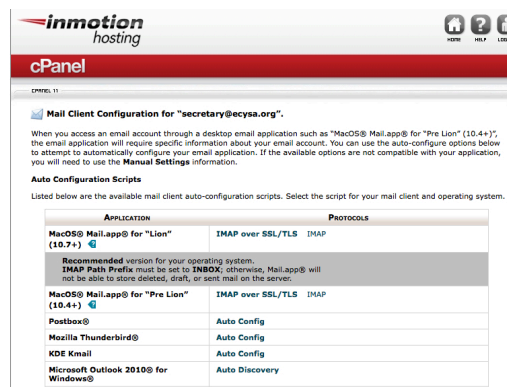 inmotion
hosting
HOME HELP
cPanel
CPANEL 11
Mail Client Configuration for "secretary@ecysa.org".
When you access an email account through a desktop email application such as "MacOS® Mail.app® for "Pre Lion" (10.4+)",
the email application will require specific information about your email account. You can use the auto-configure options below
to attempt to automatically configure your email application. If the available options are not compatible with your application,
you will need to use the Manual Settings information.
Auto Configuration Scripts
Listed below are the available mail client auto-configuration scripts. Select the script for your mail client and operating system.
APPLICATION PROTOCOLS
MacOS® Mail.app® for "Lion" IMAP over SSL/TLS IMAP
(10.7+)
Recommended version for your operating system.
IMAP Path Prefix must be set to INBOX; otherwise, Mail.app® will
not be able to store deleted, draft, or sent mail on the server.
MacOS® Mail.app® for "Pre Lion" IMAP over SSL/TLS IMAP
(10.4+)
Postbox® Auto Config
Mozilla Thunderbird® Auto Config
KDE Kmail Auto Config
Microsoft Outlook 2010® for Auto Discovery
Windows®